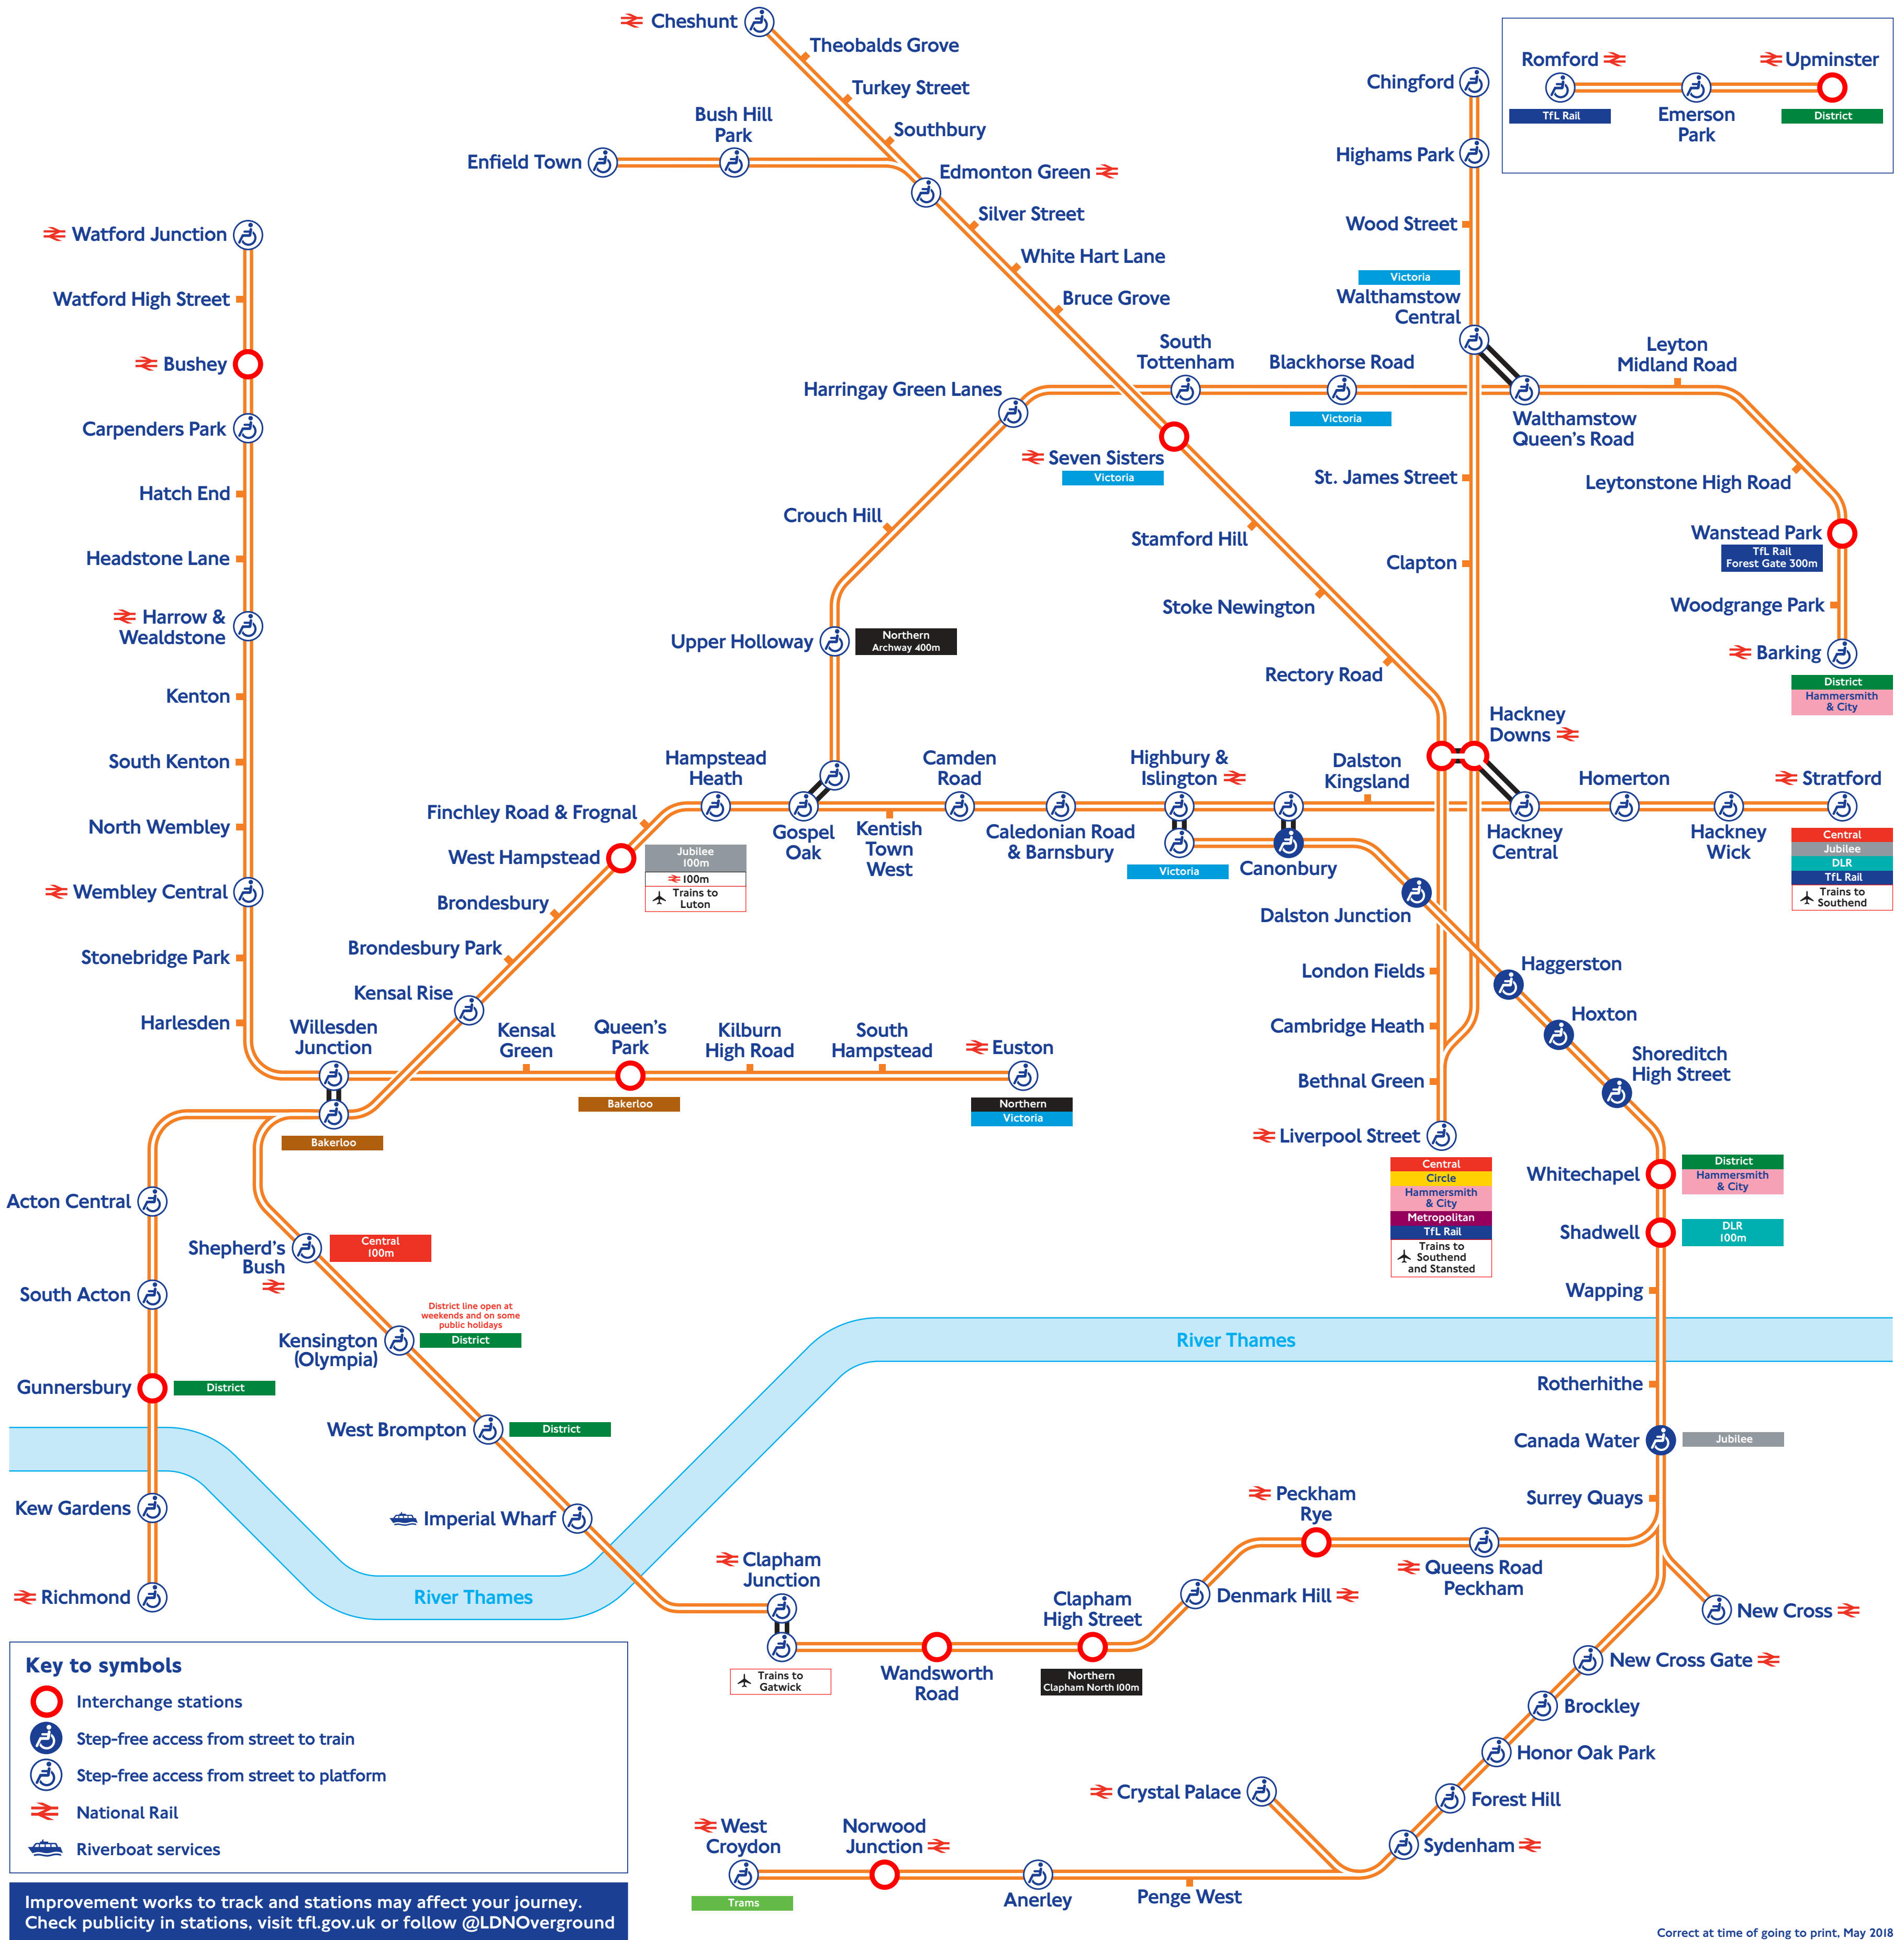 Cheshunt
Theobalds Grove
Turkey Street
Southbury
Bush Hill
Park
Enfield Town
Edmonton Green
Silver Street
White Hart Lane
Bruce Grove
Chingford
Highams Park
Wood Street
Victoria
Walthamstow
Central
Romford
TfL Rail
Emerson
Park
Upminster
District
Watford Junction
Watford High Street
Bushey
Carpenders Park
Hatch End
Headstone Lane
Harrow &
Wealdstone
Kenton
South Kenton
North Wembley
Wembley Central
Stonebridge Park
Harlesden
South
Tottenham
Blackhorse Road
Victoria
Leyton
Midland Road
Harringay Green Lanes
Walthamstow
Queen's Road
Seven Sisters
Victoria
St. James Street
Leytonstone High Road
Crouch Hill
Stamford Hill
Wanstead Park
TfL Rail
Forest Gate 300m
Clapton
Stoke Newington
Woodgrange Park
Upper Holloway
Northern
Archway 400m
Barking
District
Hammersmith
& City
Rectory Road
Hackney
Downs
Hampstead
Heath
Camden
Road
Highbury &
Islington
Dalston
Kingsland
Homerton
Stratford
Central
Jubilee
DLR
TfL Rail
Trains to
Southend
Finchley Road & Frognal
Gospel
Oak
Kentish
Town
West
Caledonian Road
& Barnsbury
Victoria
Canonbury
Hackney
Central
Hackney
Wick
West Hampstead
Jubilee
100m
100m
Trains to
Luton
Brondesbury
Brondesbury Park
Kensal Rise
Dalston Junction
London Fields
Haggerston
Hoxton
Cambridge Heath
Shoreditch
High Street
Bethnal Green
Willesden
Junction
Bakerloo
Kensal
Green
Queen's
Park
Bakerloo
Kilburn
High Road
South
Hampstead
Euston
Northern
Victoria
Liverpool Street
Central
Circle
Hammersmith
& City
Metropolitan
TfL Rail
Trains to
Southend
and Stansted
Whitechapel
District
Hammersmith
& City
Shadwell
DLR
100m
Wapping
Acton Central
Shepherd's
Bush
Central
100m
South Acton
District line open at
weekends and on some
public holidays
Kensington
(Olympia)
District
River Thames
Gunnersbury
District
West Brompton
District
Rotherhithe
Canada Water
Jubilee
Surrey Quays
Kew Gardens
Imperial Wharf
Richmond
River Thames
Clapham
Junction
Trains to
Gatwick
Wandsworth
Road
Clapham
High Street
Northern
Clapham North 100m
Denmark Hill
Peckham
Rye
Queens Road
Peckham
New Cross
New Cross Gate
Brockley
Honor Oak Park
Forest Hill
Sydenham
Crystal Palace
West
Croydon
Trams
Norwood
Junction
Anerley
Penge West
Key to symbols
Interchange stations
Step-free access from street to train
Step-free access from street to platform
National Rail
Riverboat services
Improvement works to track and stations may affect your journey.
Check publicity in stations, visit tfl.gov.uk or follow @LDNOverground
Correct at time of going to print, May 2018